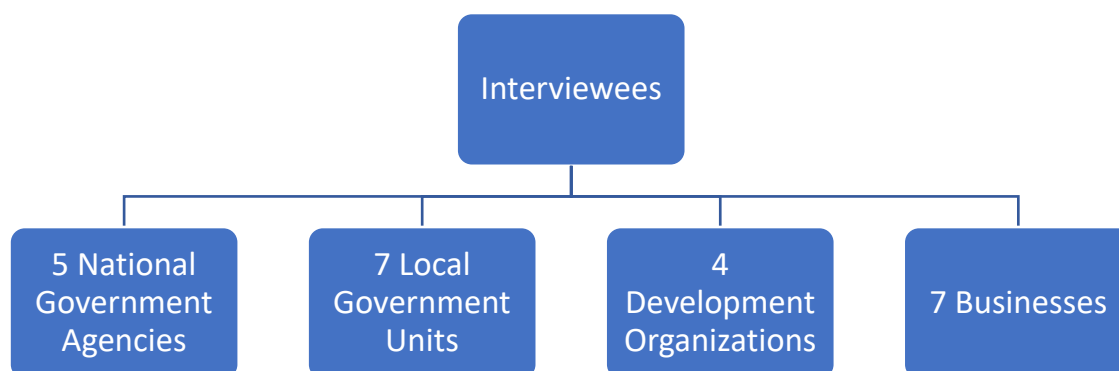 Interviewees
5 National
Government
Agencies
7 Local
Government
Units
4
Development
Organizations
7 Businesses